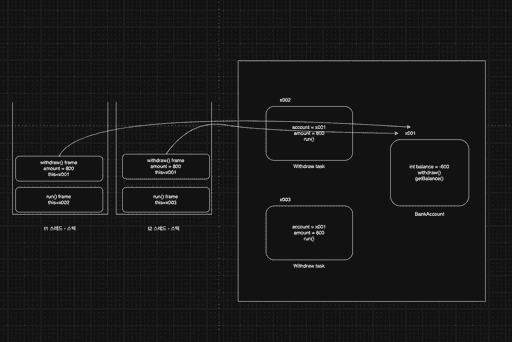 withdraw() frame
amount = 800
this=x001
run() frame
this=x002
t1 스레드 - 스택
withdraw() frame
amount = 800
this=x001
run() frame
this=x003
t2 스레드 - 스택
x002
account = x001
amount = 800
run()
Withdraw task
x003
account = x001
amount = 800
run()
Withdraw task
x001
int balance = -600
withdraw()
getBalance()
BankAccount